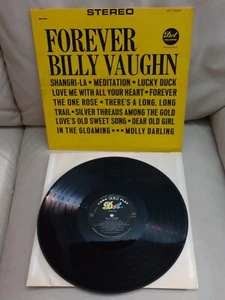 STEREO
Dot
FOREVER
BILLY VAUGHN
SHANGRI-LA • MEDITATION • LUCKY DUCK
LOVE ME WITH ALL YOUR HEART • FOREVER
THE ONE ROSE • THERE'S A LONG, LONG
TRAIL • SILVER THREADS AMONG THE GOLD
LOVE'S OLD SWEET SONG • DEAR OLD GIRL
IN THE GLOAMING • • • MOLLY DARLING
Dot